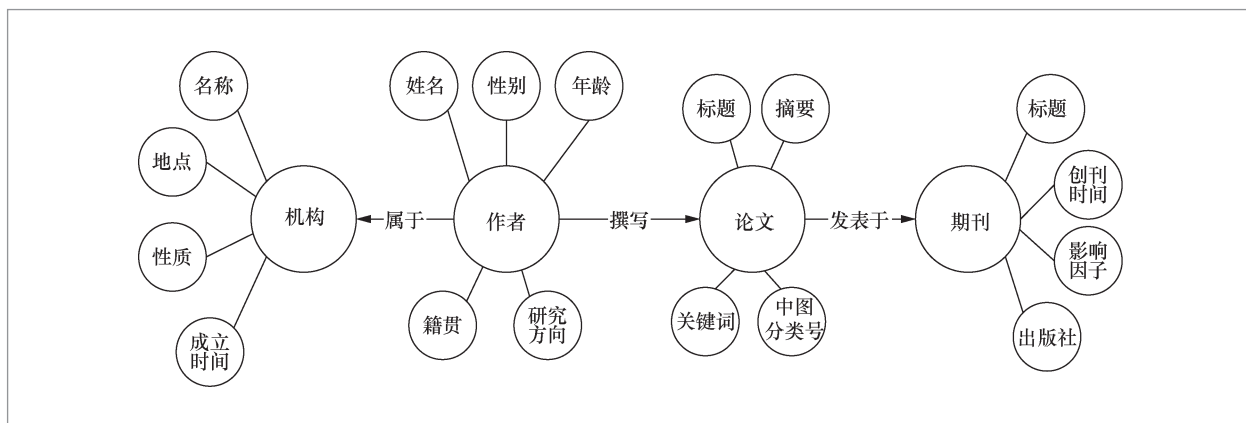 名称
地点
性质
成立
时间
机构
属于
姓名
性别
年龄
作者
籍贯
研究
方向
撰写
标题
摘要
论文
关键词
中图
分类号
发表于
期刊
标题
创刊
时间
影响
因子
出版社